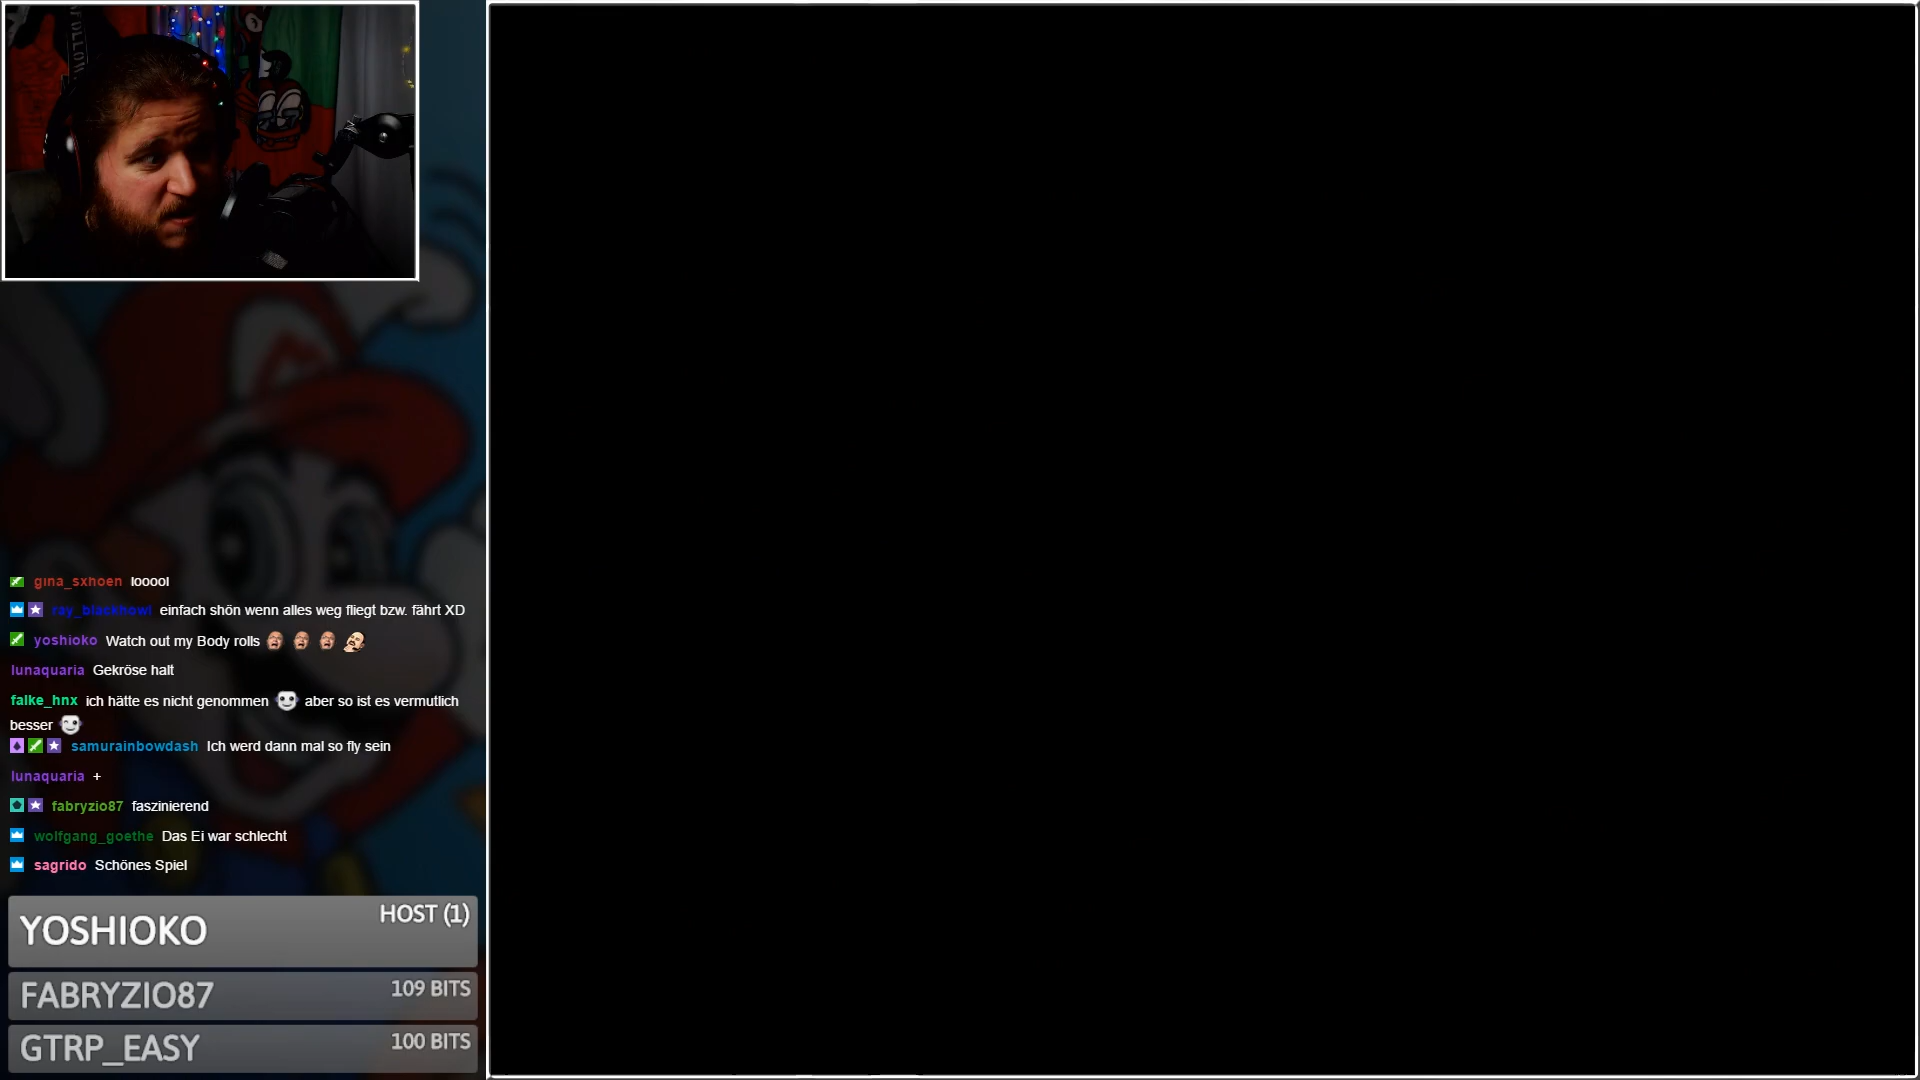 gina_sxhoen looool
ray_blackhowl einfach schön wenn alles weg fliegt bzw. fährt XD
yoshioko Watch out my Body rolls
lunaquaria Gekröse halt
falke_hnx ich hätte es nicht genommen aber so ist es vermutlich
besser
samurainbowdash Ich werd dann mal so fly sein
lunaquaria +
fabryzio87 faszinierend
wolfgang_goethe Das Ei war schlecht
sagrido Schönes Spiel
YOSHIOKO HOST (1)
FABRYZIO87 109 BITS
GTRP_EASY 100 BITS